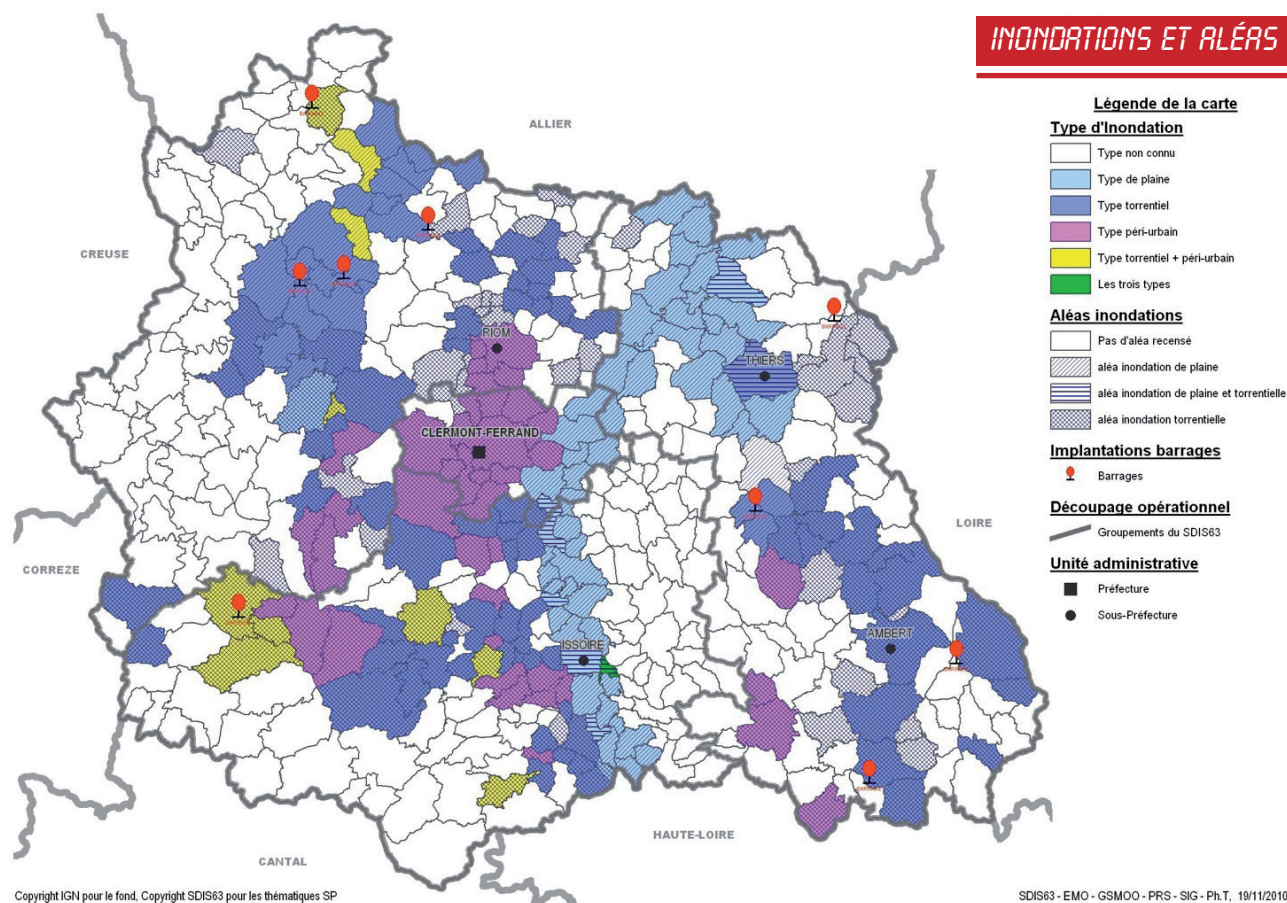 INONDATIONS ET ALÉAS
Légende de la carte
Type d'Inondation
Type non connu
Type de plaine
Type torrentiel
Type péri-urbain
Type torrentiel + péri-urbain
Les trois types
Aléas inondations
Pas d'aléa recensé
aléa inondation de plaine
aléa inondation de plaine et torrentielle
aléa inondation torrentielle
Implantations barrages
Barrages
Découpage opérationnel
Groupements du SDIS63
Unité administrative
Préfecture
Sous-Préfecture
ALLIER
CREUSE
RIOM
THIERS
CLERMONT-FERRAND
LOIRE
CORREZE
AMBERT
ISSOIRE
HAUTE-LOIRE
CANTAL
BARRAGE
BARRAGE
BARRAGE
Copyright IGN pour le fond, Copyright SDIS63 pour les thématiques SP
SDIS63 - EMO - GSMOO - PRS - SIG - Ph.T, 19/11/2010